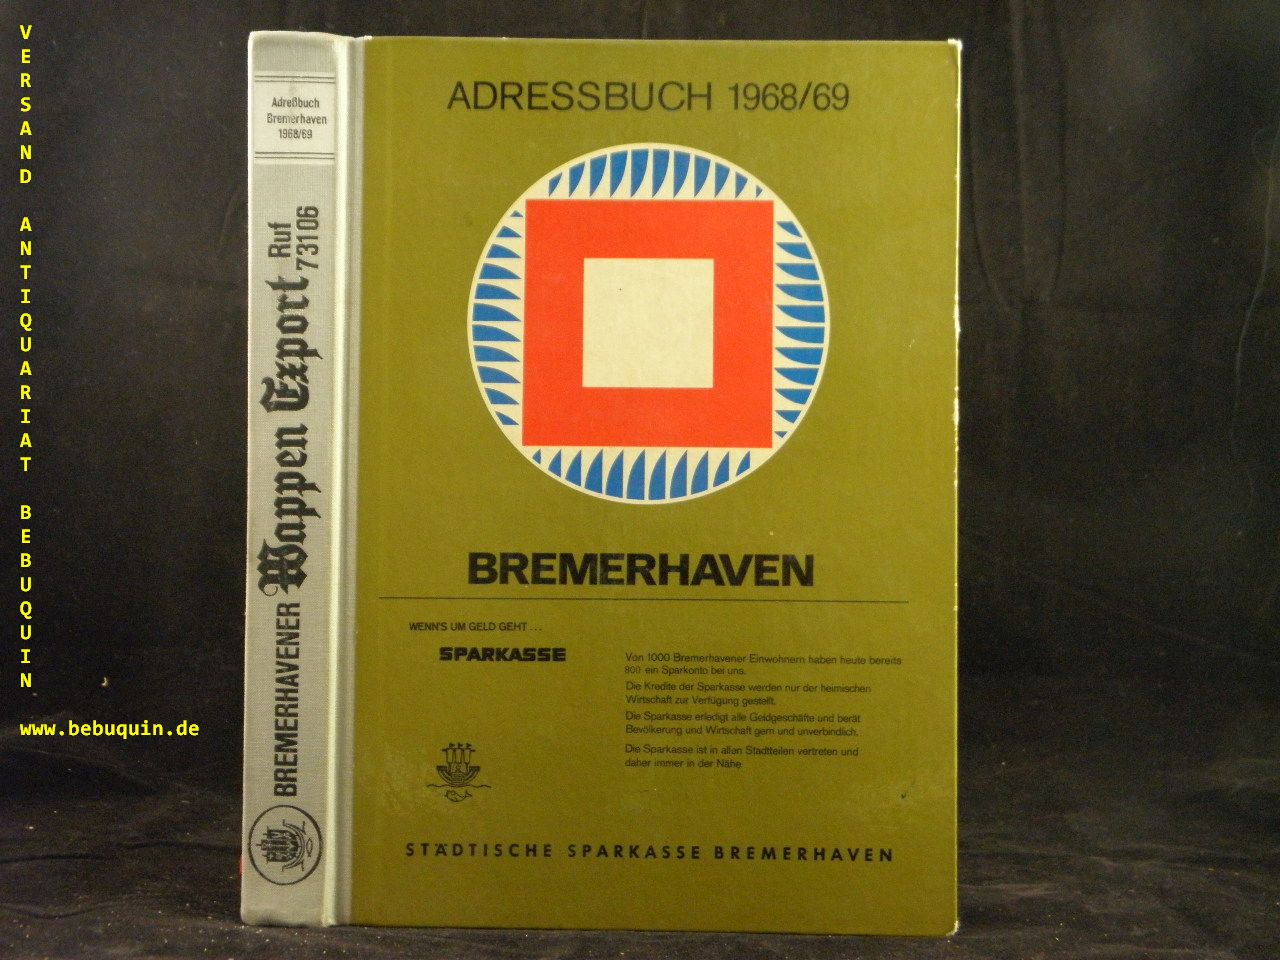 VERSAND ANTIQUARIAT BEBUQUIN
www.bebuquin.de
Adreßbuch
Bremerhaven
1968/69
BREMERHAVENER Wappen Export Ruf
73106
ADRESSBUCH 1968/69
BREMERHAVEN
WENN'S UM GELD GEHT ...
SPARKASSE
Von 1000 Bremerhavener Einwohnern haben heute bereits
800 ein Sparkonto bei uns.
Die Kredite der Sparkasse werden nur der heimischen
Wirtschaft zur Verfügung gestellt.
Die Sparkasse erledigt alle Geldgeschäfte und berät
Bevölkerung und Wirtschaft gern und unverbindlich.
Die Sparkasse ist in allen Stadtteilen vertreten und
daher immer in der Nähe.
STÄDTISCHE SPARKASSE BREMERHAVEN